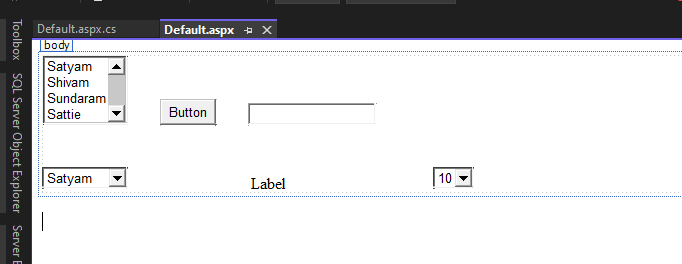 Default.aspx.cs
Default.aspx
Toolbox
SQL Server Object Explorer
body
Satyam
Shivam
Sundaram
Sattie
Button
Satyam
Label
10